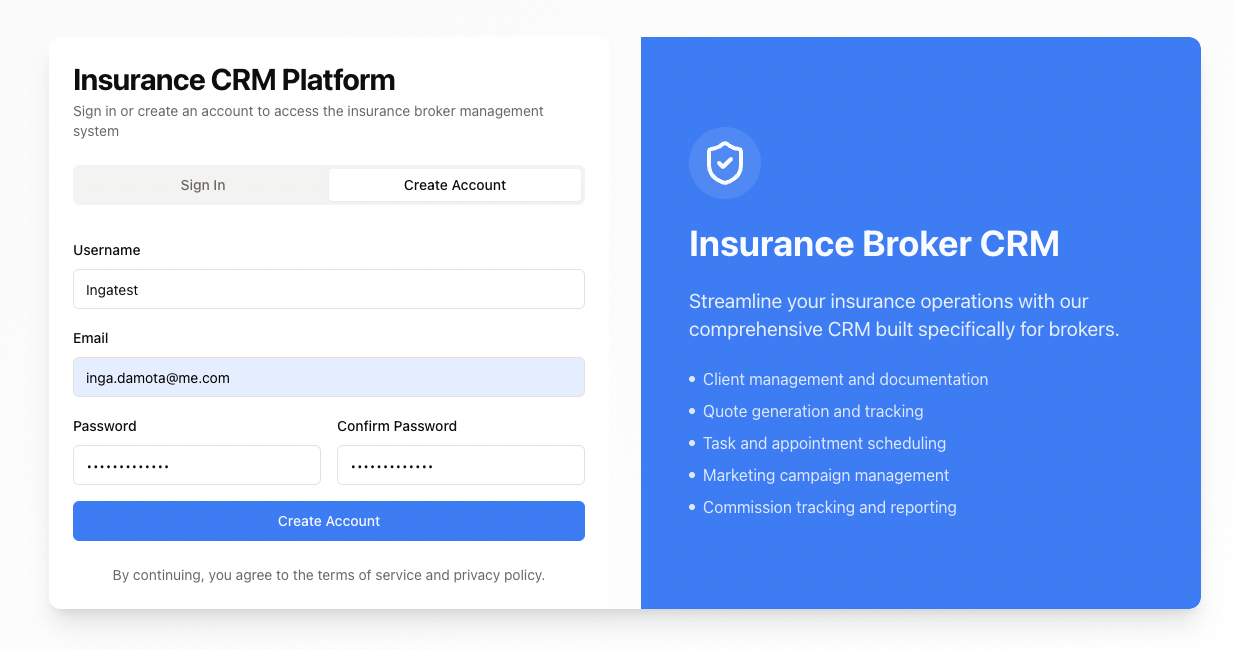 Insurance CRM Platform
Sign in or create an account to access the insurance broker management
system
Sign In
Create Account
Username
Ingatest
Email
inga.damota@me.com
Password
Confirm Password
•••••••••••••
•••••••••••••
Create Account
By continuing, you agree to the terms of service and privacy policy.
Insurance Broker CRM
Streamline your insurance operations with our
comprehensive CRM built specifically for brokers.
• Client management and documentation
• Quote generation and tracking
• Task and appointment scheduling
• Marketing campaign management
• Commission tracking and reporting